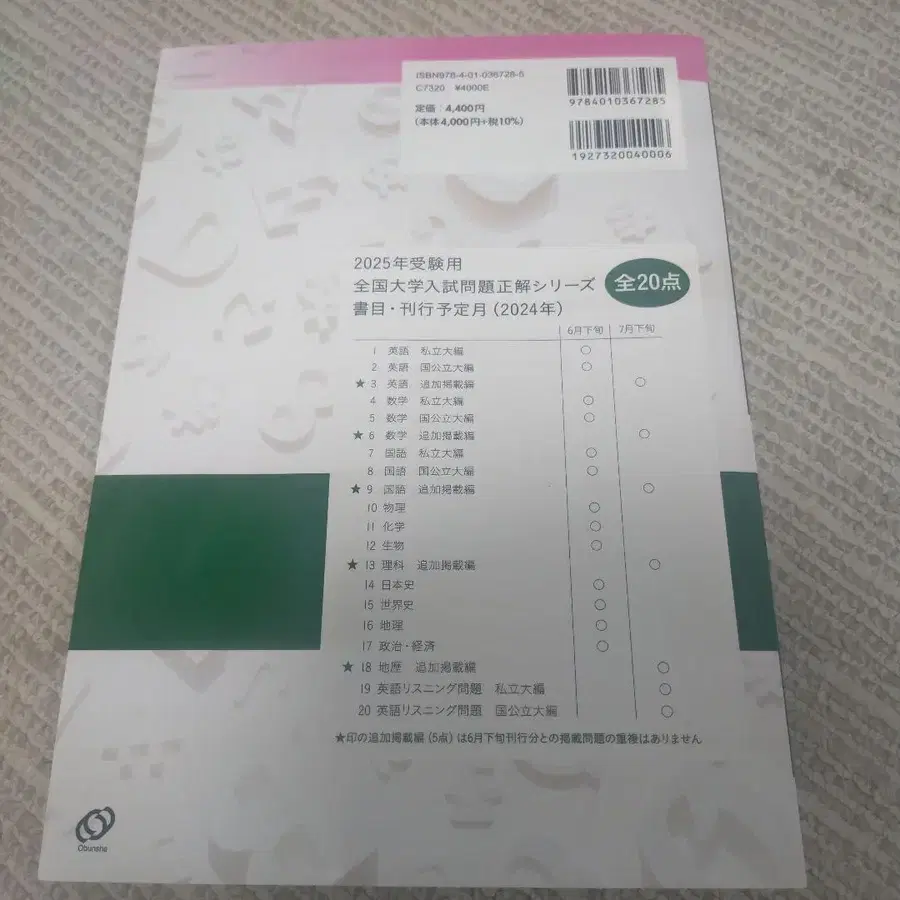 ISBN978-4-01-036728-5
C7320 ¥4000E
定価：4,400円
（本体4,000円+税10%）
9784010367285
1927320040006
2025年受験用
全国大学入試問題正解シリーズ
書目・刊行予定月（2024年）
全20点
6月下旬 7月下旬
1 英語 私立大編 ○
2 英語 国公立大編 ○
★ 3 英語 追加掲載編 ○
4 数学 私立大編 ○
5 数学 国公立大編 ○
★ 6 数学 追加掲載編 ○
7 国語 私立大編 ○
8 国語 国公立大編 ○
★ 9 国語 追加掲載編 ○
10 物理 ○
11 化学 ○
12 生物 ○
★ 13 理科 追加掲載編 ○
14 日本史 ○
15 世界史 ○
16 地理 ○
17 政治・経済 ○
★ 18 地歴 追加掲載編 ○
19 英語リスニング問題 私立大編 ○
20 英語リスニング問題 国公立大編 ○
★印の追加掲載編（5点）は6月下旬刊行分との掲載問題の重複はありません
Obunsha